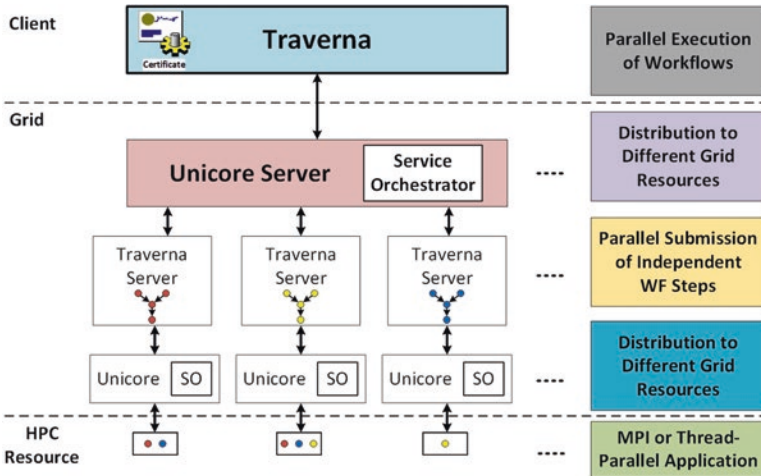 Client
Certificate
Traverna
Parallel Execution
of Workflows
Grid
Unicore Server
Service
Orchestrator
....
Distribution to
Different Grid
Resources
Traverna
Server
Traverna
Server
Traverna
Server
....
Parallel Submission
of Independent
WF Steps
Unicore
SO
Unicore
SO
Unicore
SO
....
Distribution to
Different Grid
Resources
HPC
Resource
....
MPI or Thread-
Parallel Application